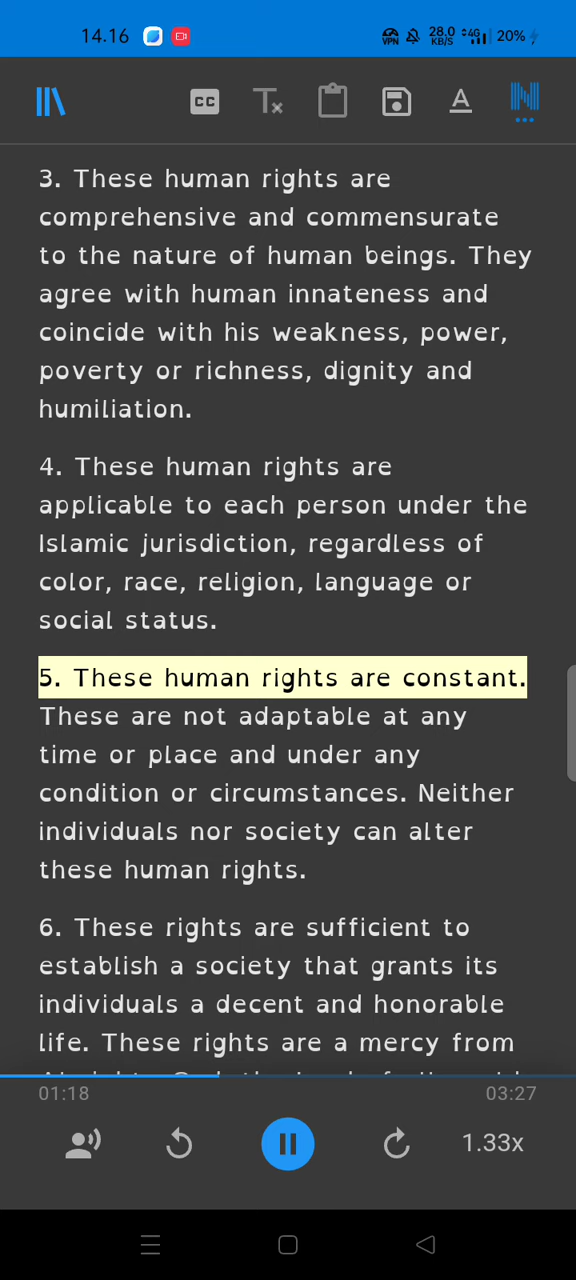 14.16
VPN
28.0
KB/S
4G
20%
CC
3. These human rights are
comprehensive and commensurate
to the nature of human beings. They
agree with human innateness and
coincide with his weakness, power,
poverty or richness, dignity and
humiliation.
4. These human rights are
applicable to each person under the
Islamic jurisdiction, regardless of
color, race, religion, language or
social status.
5. These human rights are constant.
These are not adaptable at any
time or place and under any
condition or circumstances. Neither
individuals nor society can alter
these human rights.
6. These rights are sufficient to
establish a society that grants its
individuals a decent and honorable
life. These rights are a mercy from
01:18
03:27
1.33x